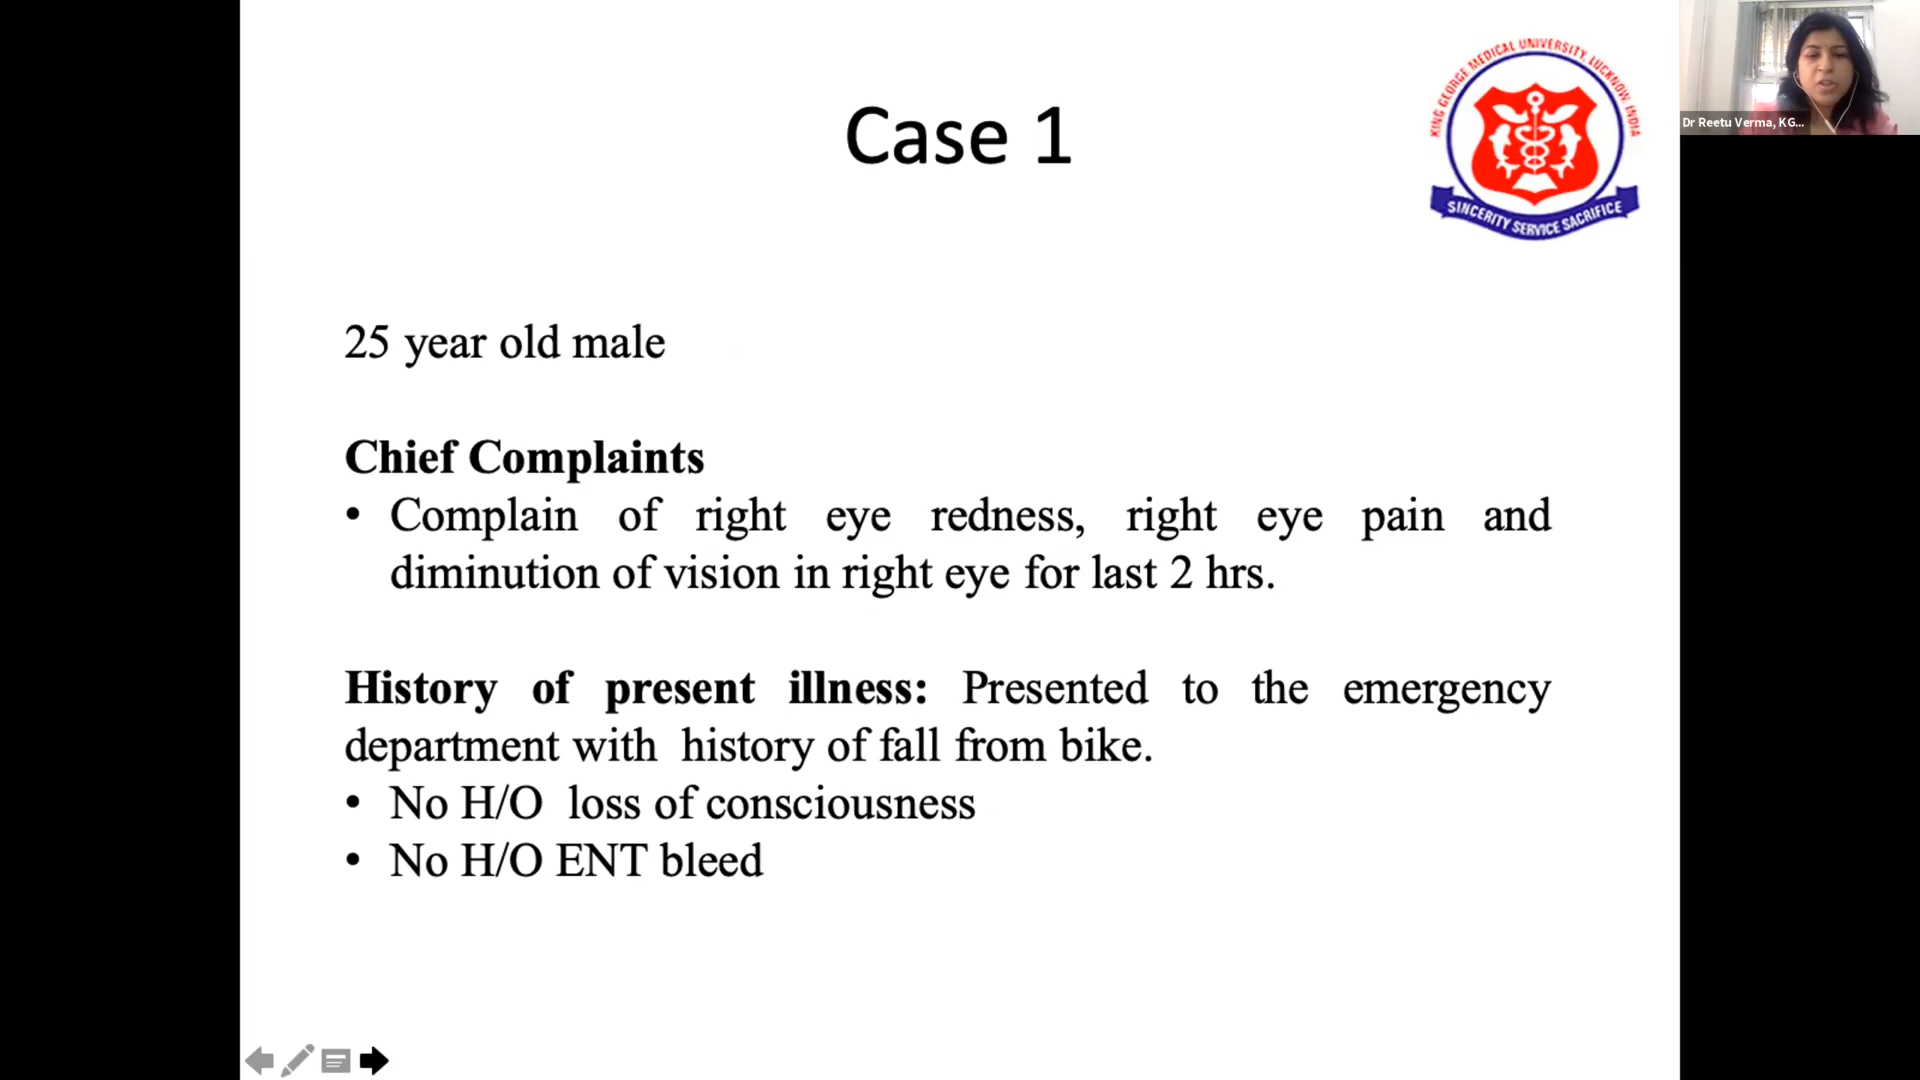 Case 1
KING GEORGE MEDICAL UNIVERSITY, LUCKNOW, INDIA
SINCERITY SERVICE SACRIFICE
Dr Reetu Verma, KG...
25 year old male
Chief Complaints
• Complain of right eye redness, right eye pain and
diminution of vision in right eye for last 2 hrs.
History of present illness: Presented to the emergency
department with history of fall from bike.
• No H/O loss of consciousness
• No H/O ENT bleed